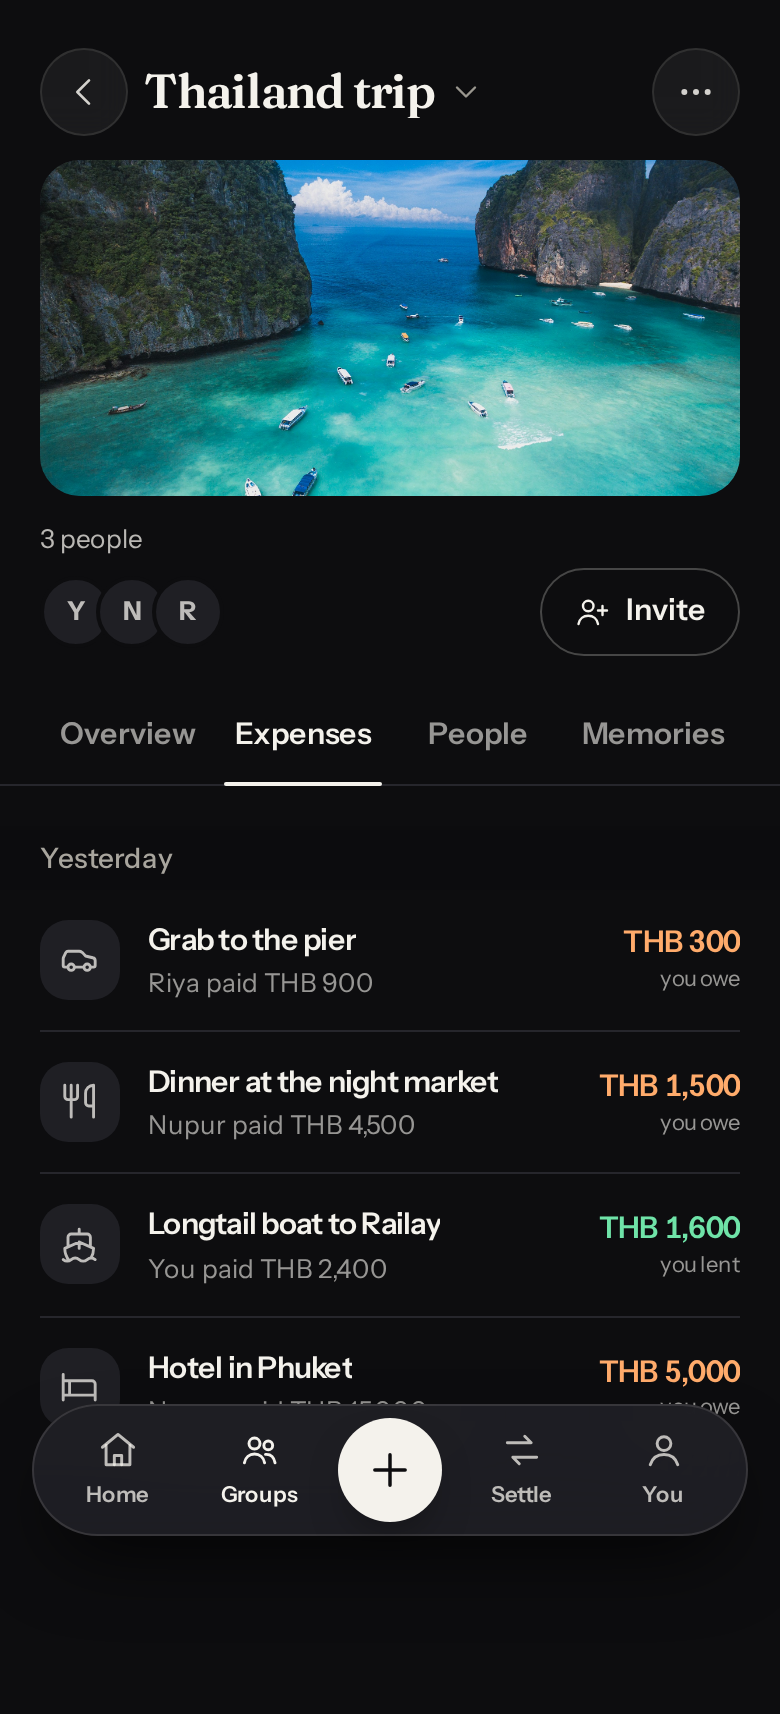 Thailand trip
3 people
Y N R
Invite
Overview Expenses People Memories
Yesterday
Grab to the pier
THB 300
Riya paid THB 900
you owe
Dinner at the night market
THB 1,500
Nupur paid THB 4,500
you owe
Longtail boat to Railay
THB 1,600
You paid THB 2,400
you lent
Hotel in Phuket
THB 5,000
Home Groups Settle You